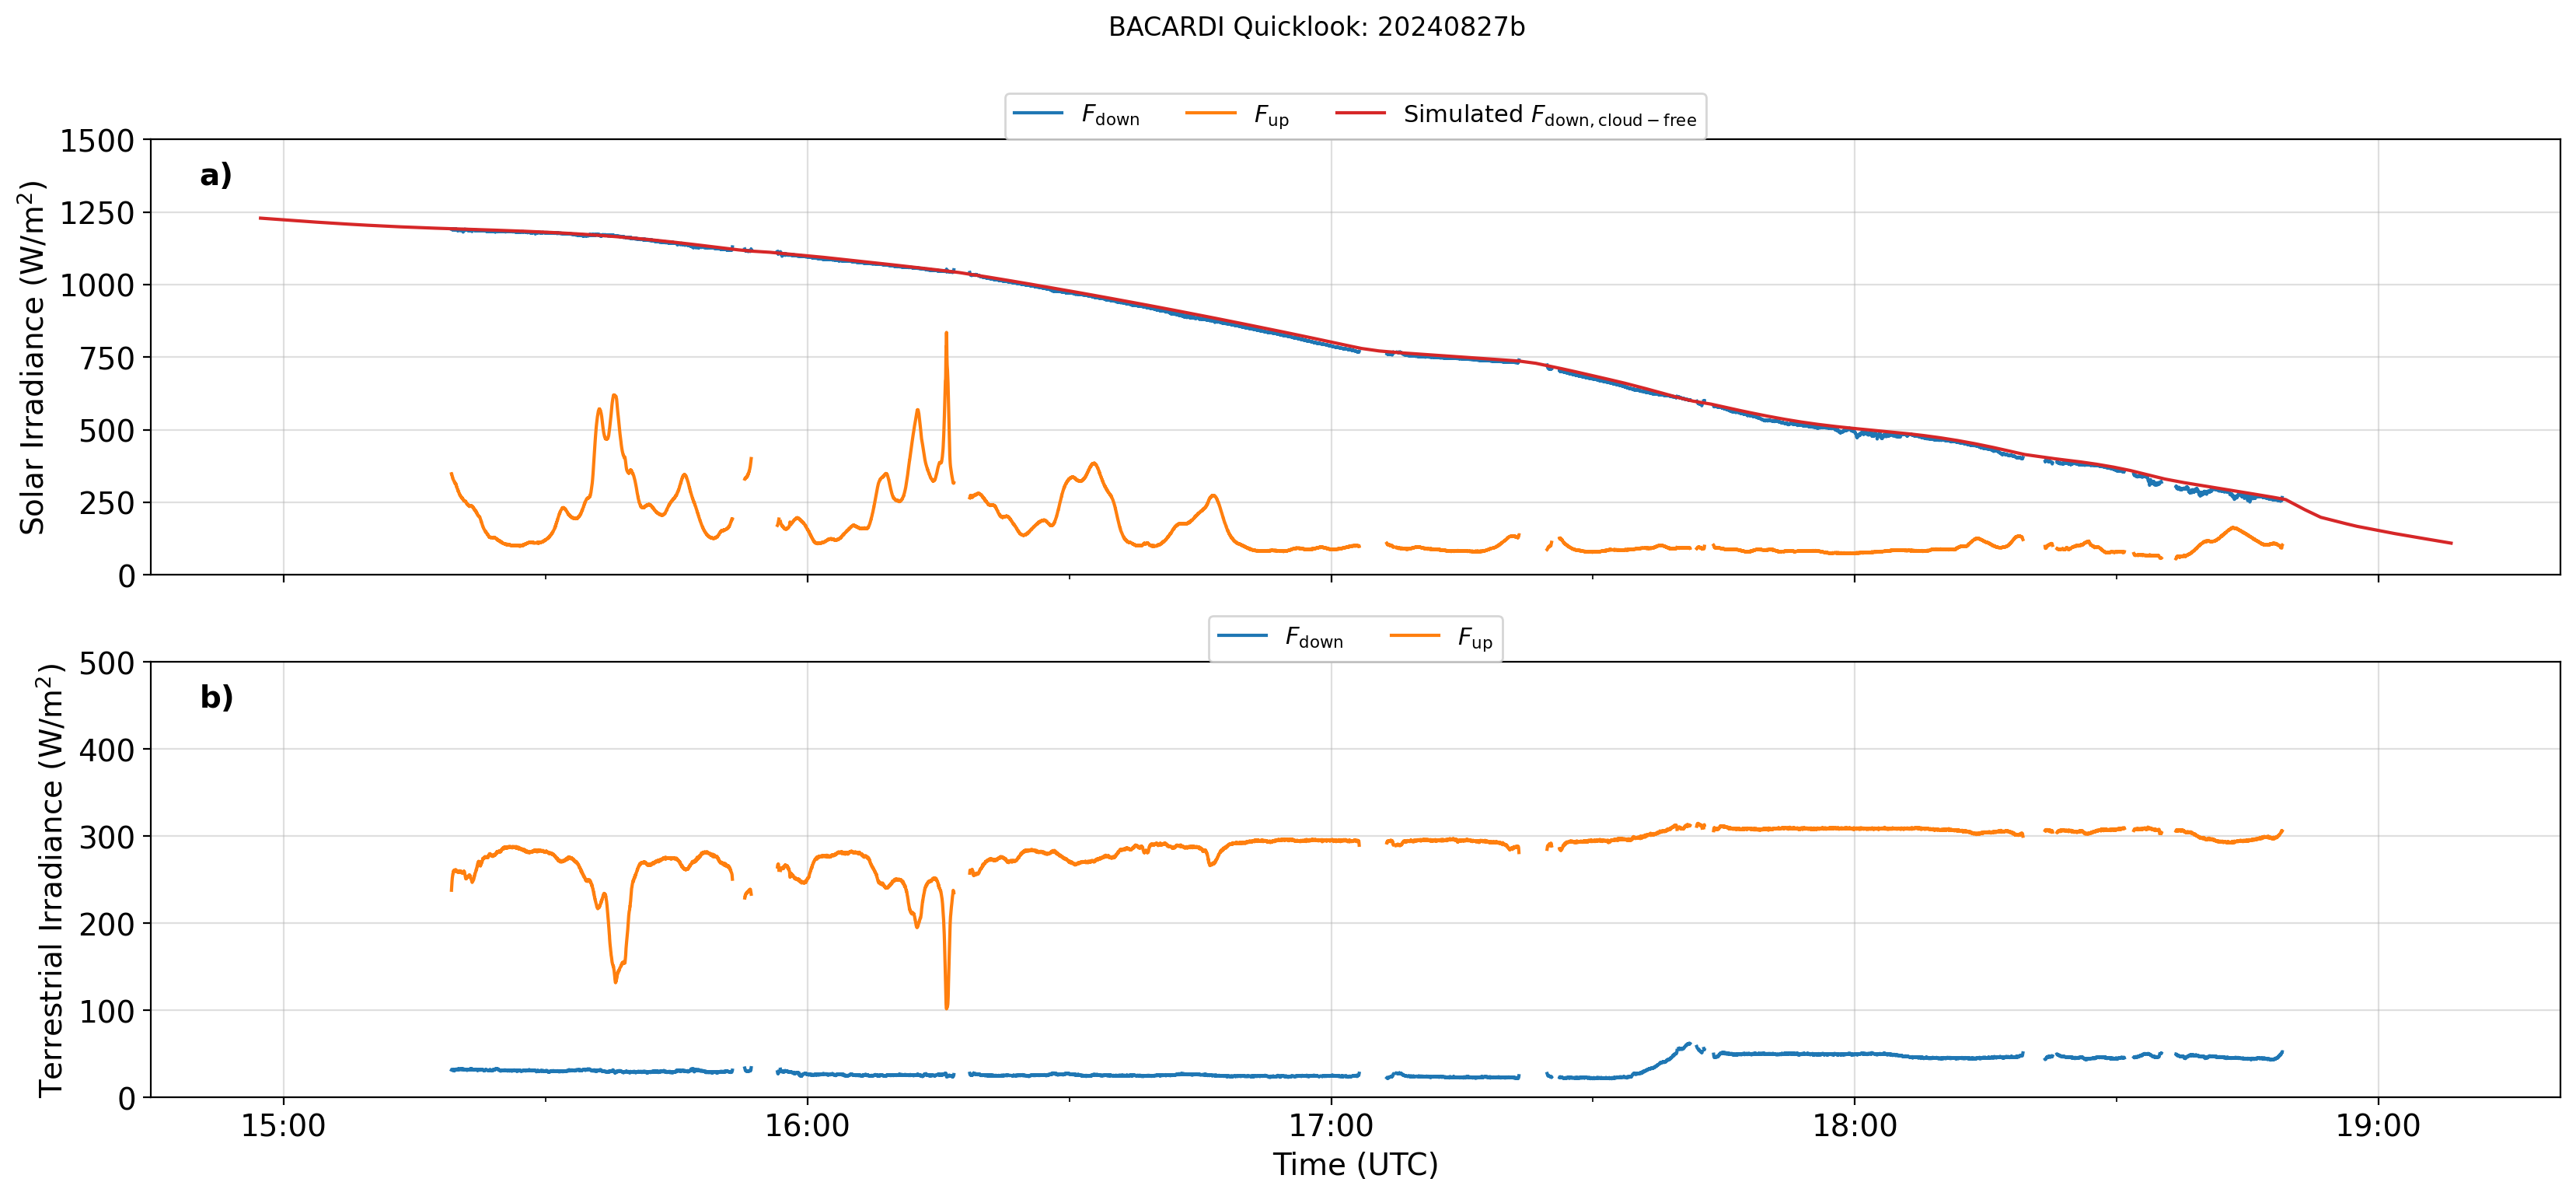 BACARDI Quicklook: 20240827b
F_down F_up Simulated F_down, cloud−free
a)
Solar Irradiance (W/m²)
1500
1250
1000
750
500
250
0
F_down F_up
b)
Terrestrial Irradiance (W/m²)
500
400
300
200
100
0
15:00 16:00 17:00 18:00 19:00
Time (UTC)